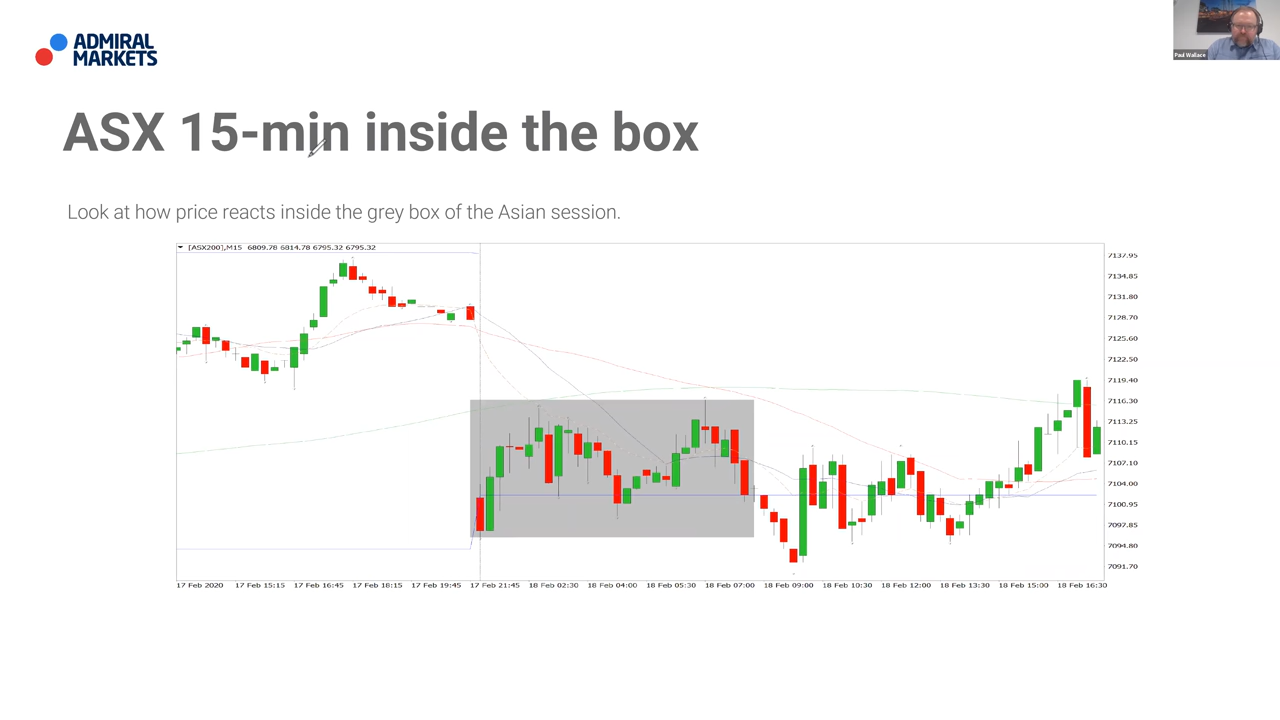 ADMIRAL
MARKETS
Paul Wallace
ASX 15-min inside the box
Look at how price reacts inside the grey box of the Asian session.
[ASX200],M15 6809.78 6814.78 6795.32 6795.32
7137.95
7134.85
7131.80
7128.70
7125.60
7122.50
7119.40
7116.30
7113.25
7110.15
7107.10
7104.00
7100.95
7097.85
7094.80
7091.70
17 Feb 2020 17 Feb 15:15 17 Feb 16:45 17 Feb 18:15 17 Feb 19:45 17 Feb 21:45 18 Feb 02:30 18 Feb 04:00 18 Feb 05:30 18 Feb 07:00 18 Feb 09:00 18 Feb 10:30 18 Feb 12:00 18 Feb 13:30 18 Feb 15:00 18 Feb 16:30